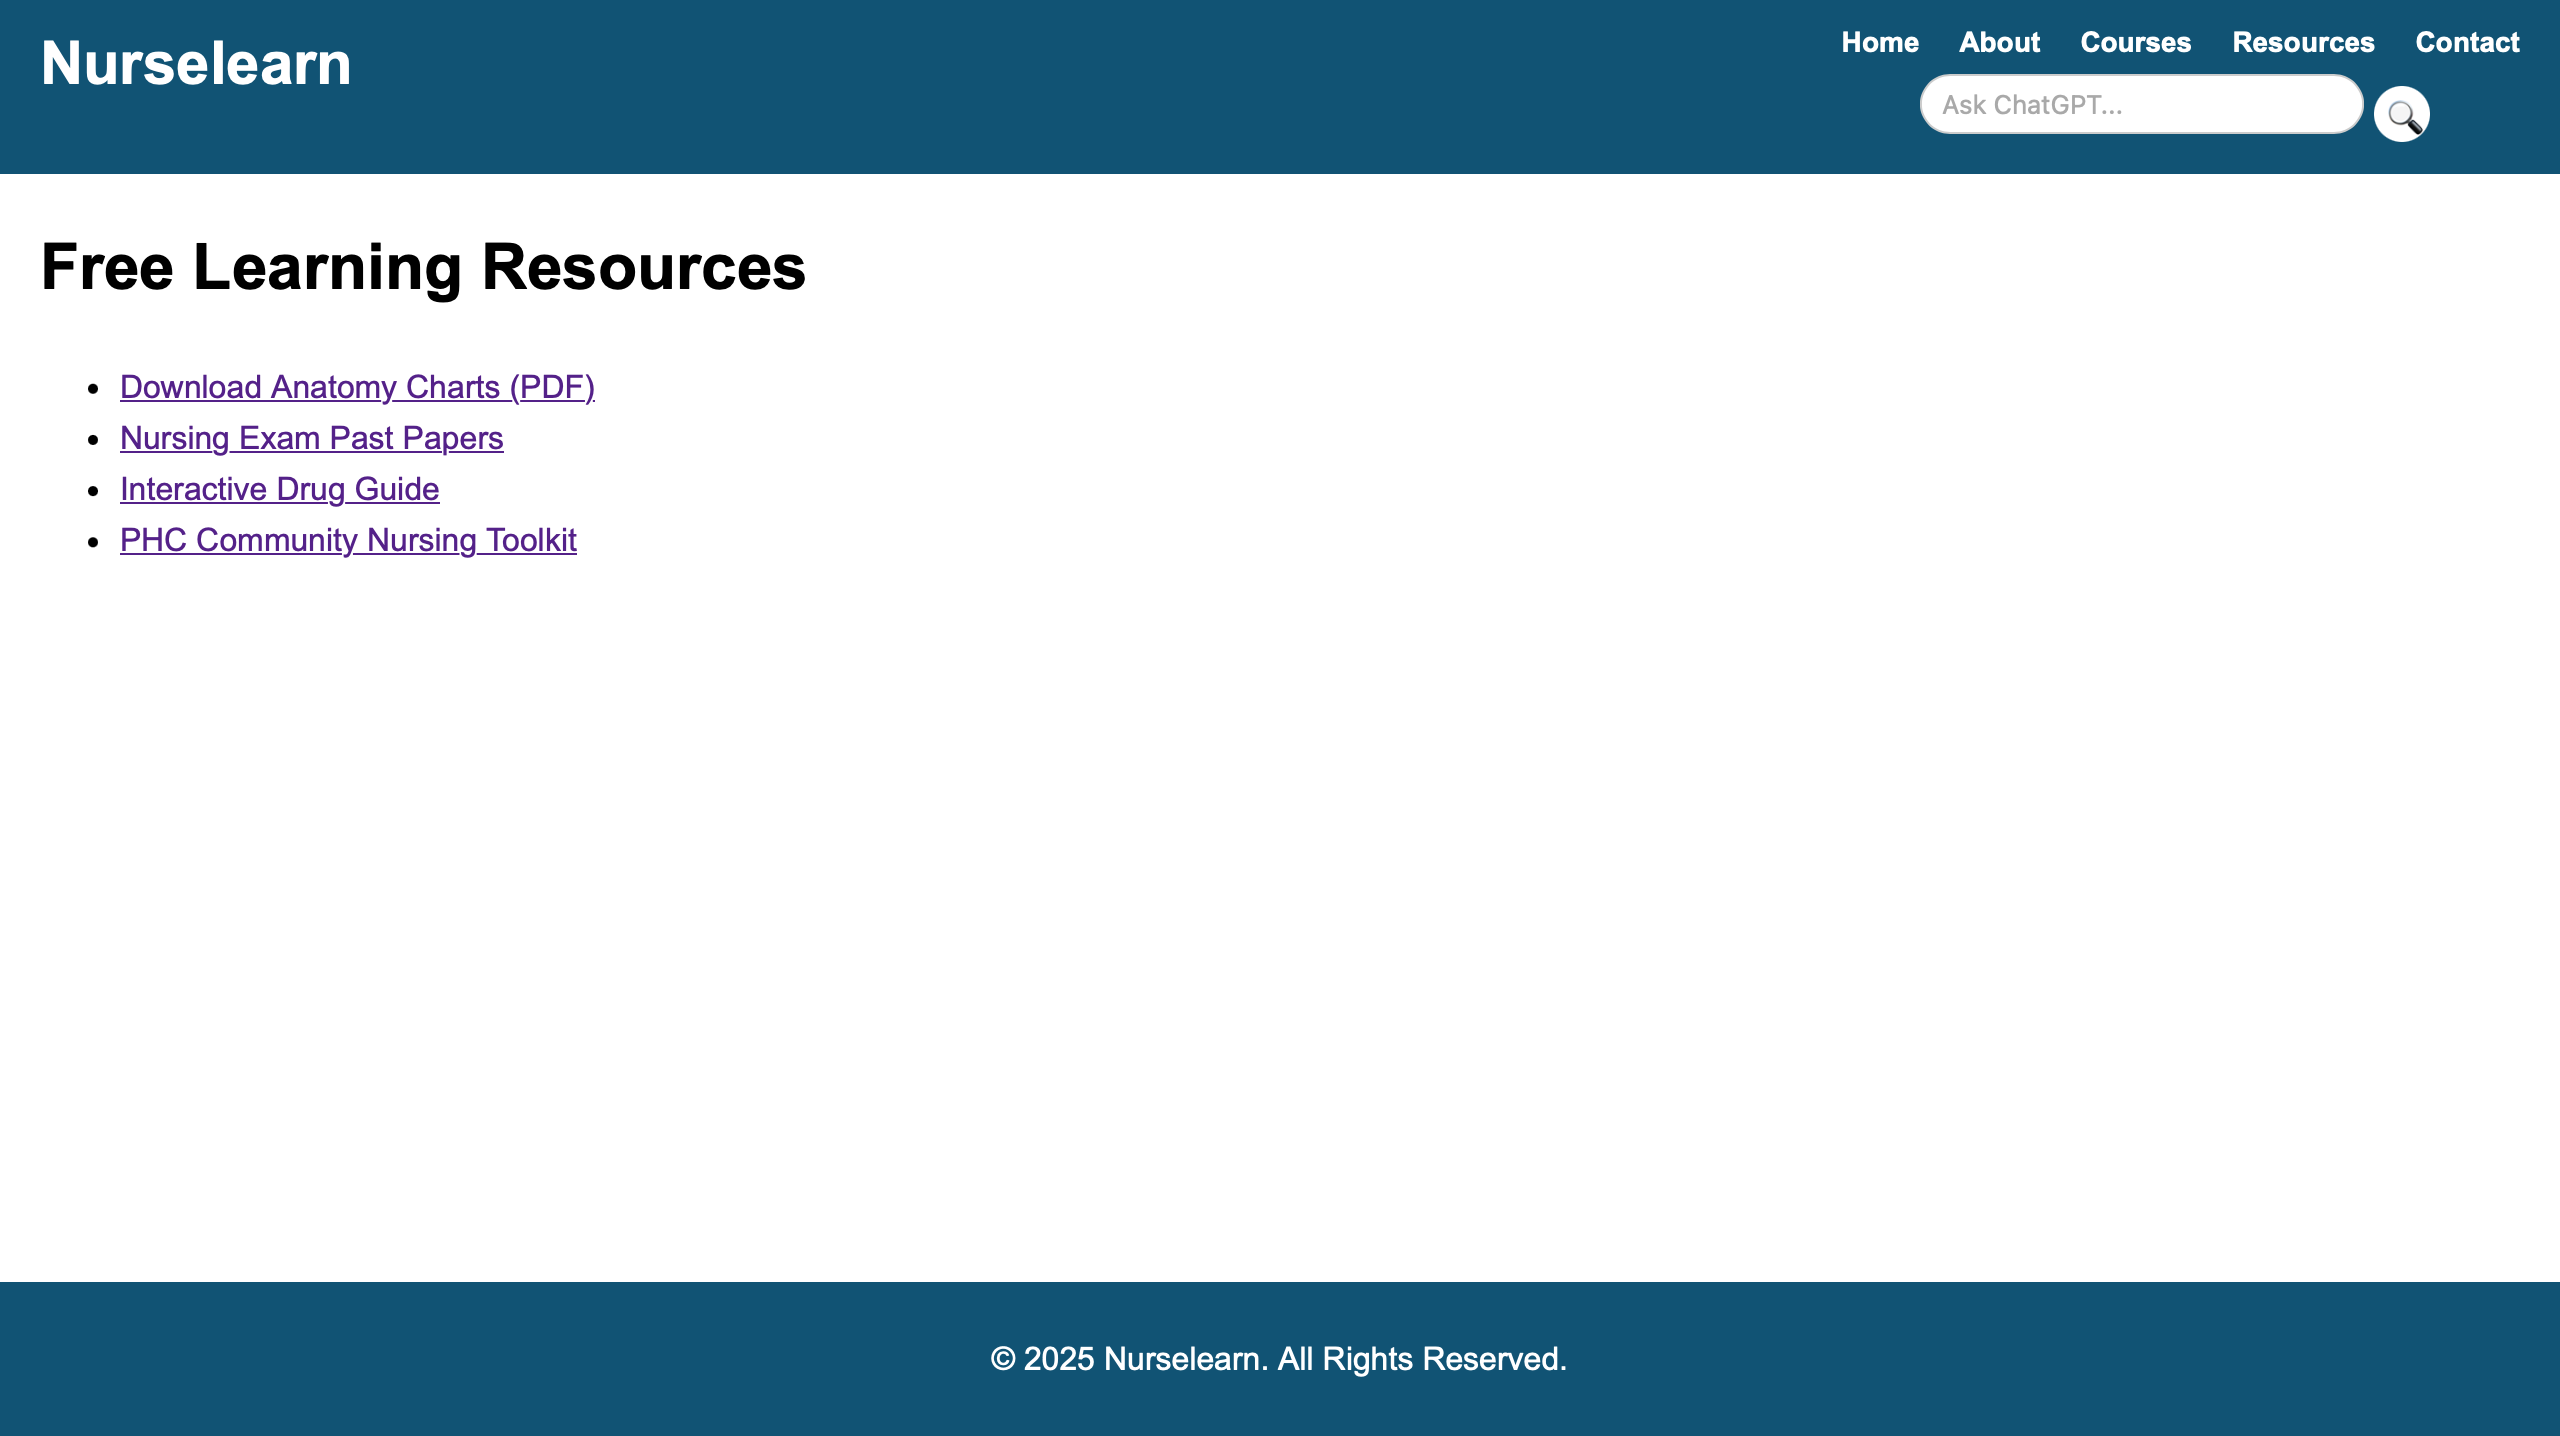 Nurselearn
Home About Courses Resources Contact
Ask ChatGPT...
Free Learning Resources
• Download Anatomy Charts (PDF)
• Nursing Exam Past Papers
• Interactive Drug Guide
• PHC Community Nursing Toolkit
© 2025 Nurselearn. All Rights Reserved.